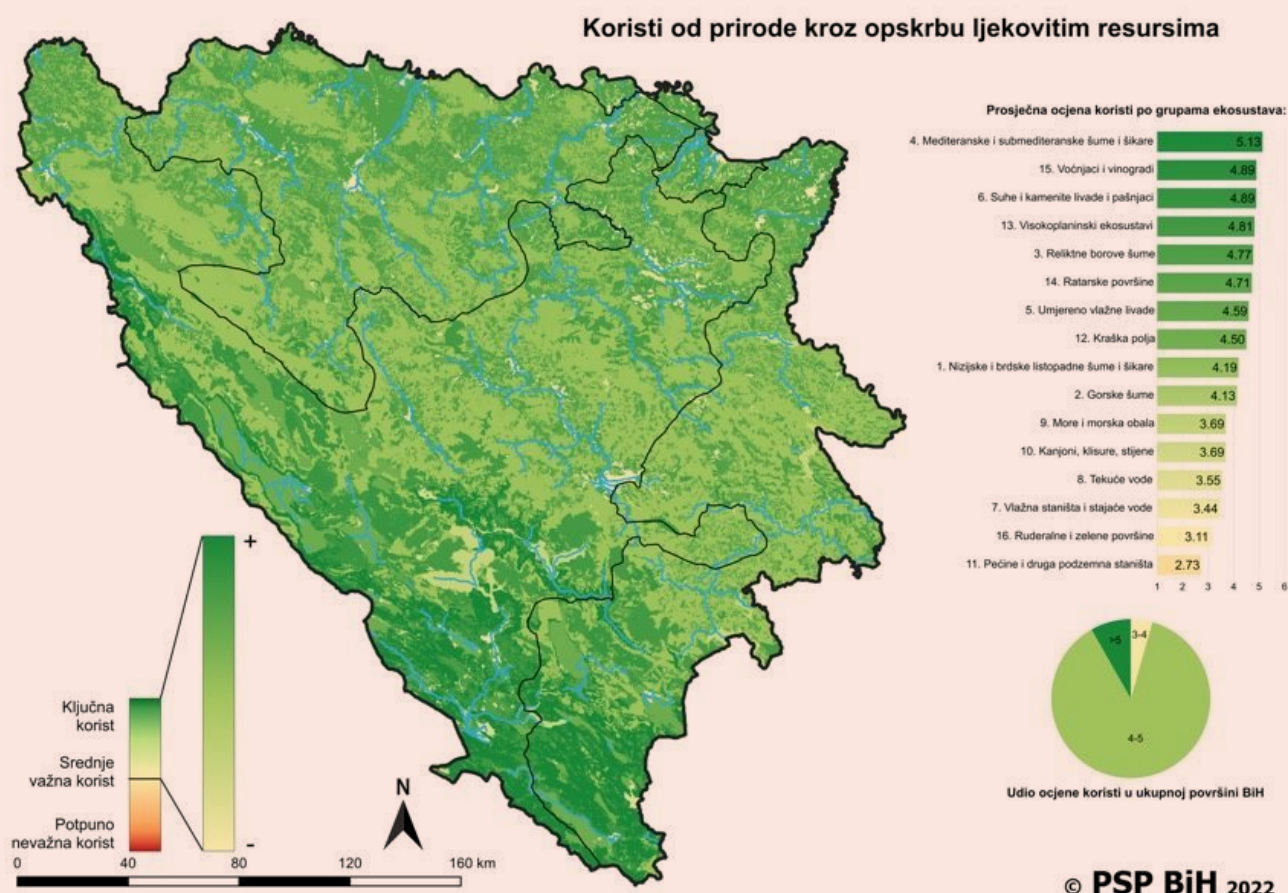 Koristi od prirode kroz opskrbu ljekovitim resursima
Prosječna ocjena koristi po grupama ekosustava:
4. Mediteranske i submediteranske šume i šikare 5.13
15. Voćnjaci i vinogradi 4.89
6. Suhe i kamenite livade i pašnjaci 4.89
13. Visokoplaninski ekosustavi 4.81
3. Reliktne borove šume 4.77
14. Ratarske površine 4.71
5. Umjereno vlažne livade 4.59
12. Kraška polja 4.50
1. Nizijske i brdske listopadne šume i šikare 4.19
2. Gorske šume 4.13
9. More i morska obala 3.69
10. Kanjoni, klisure, stijene 3.69
8. Tekuće vode 3.55
7. Vlažna staništa i stajaće vode 3.44
16. Ruderalne i zelene površine 3.11
11. Pećine i druga podzemna staništa 2.73
1 2 3 4 5 6
>5 3-4
4-5
Udio ocjene koristi u ukupnoj površini BiH
+
Ključna
korist
Srednje
važna korist
Potpuno
nevažna korist
-
N
0 40 80 120 160 km
© PSP BiH 2022